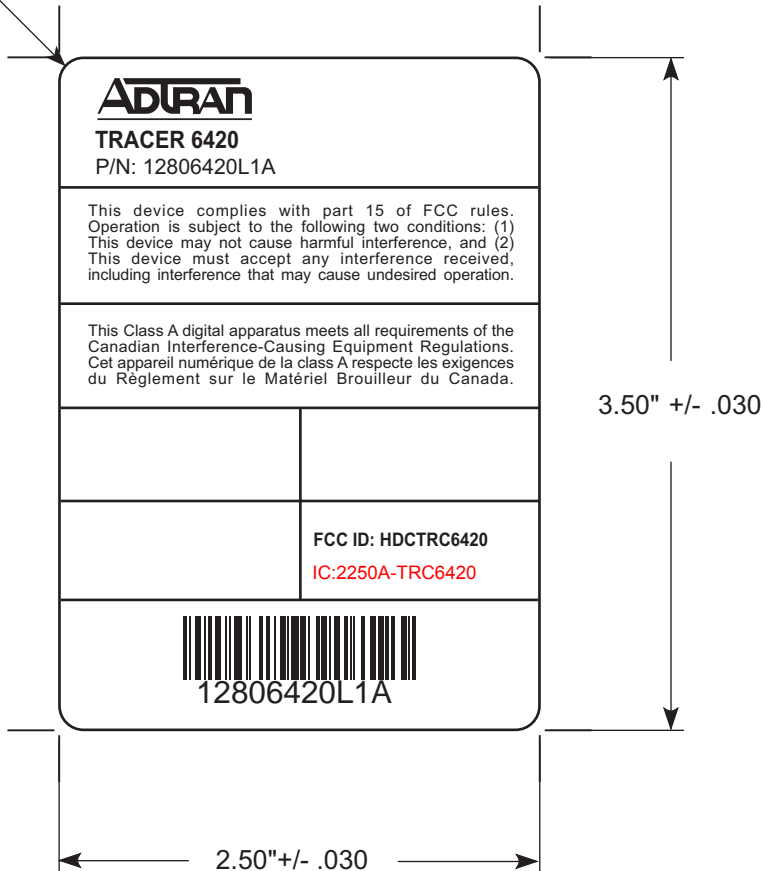 ADTRAN
TRACER 6420
P/N: 12806420L1A
This device complies with part 15 of FCC rules.
Operation is subject to the following two conditions: (1)
This device may not cause harmful interference, and (2)
This device must accept any interference received,
including interference that may cause undesired operation.
This Class A digital apparatus meets all requirements of the
Canadian Interference-Causing Equipment Regulations.
Cet appareil numérique de la class A respecte les exigences
du Règlement sur le Matériel Brouilleur du Canada.
3.50" +/- .030
FCC ID: HDCTRC6420
IC:2250A-TRC6420
12806420L1A
2.50"+/- .030